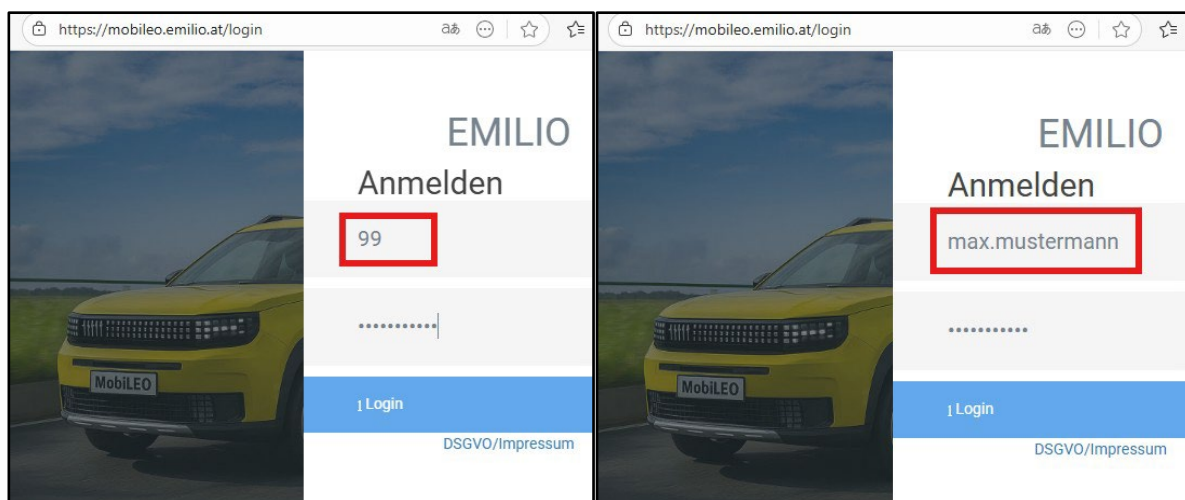 https://mobileo.emilio.at/login
EMILIO
Anmelden
99
•••••••••••
MobiLEO
Login
DSGVO/Impressum
https://mobileo.emilio.at/login
EMILIO
Anmelden
max.mustermann
•••••••••••
MobiLEO
Login
DSGVO/Impressum